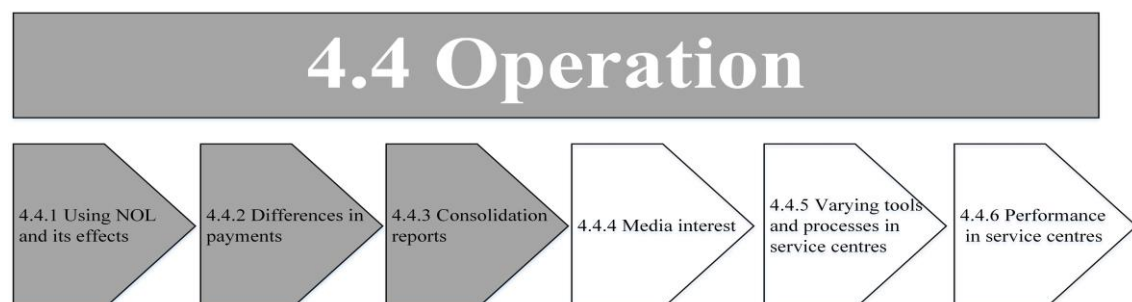 4.4 Operation
4.4.1 Using NOL
and its effects
4.4.2 Differences in
payments
4.4.3 Consolidation
reports
4.4.4 Media interest
4.4.5 Varying tools
and processes in
service centres
4.4.6 Performance
in service centres